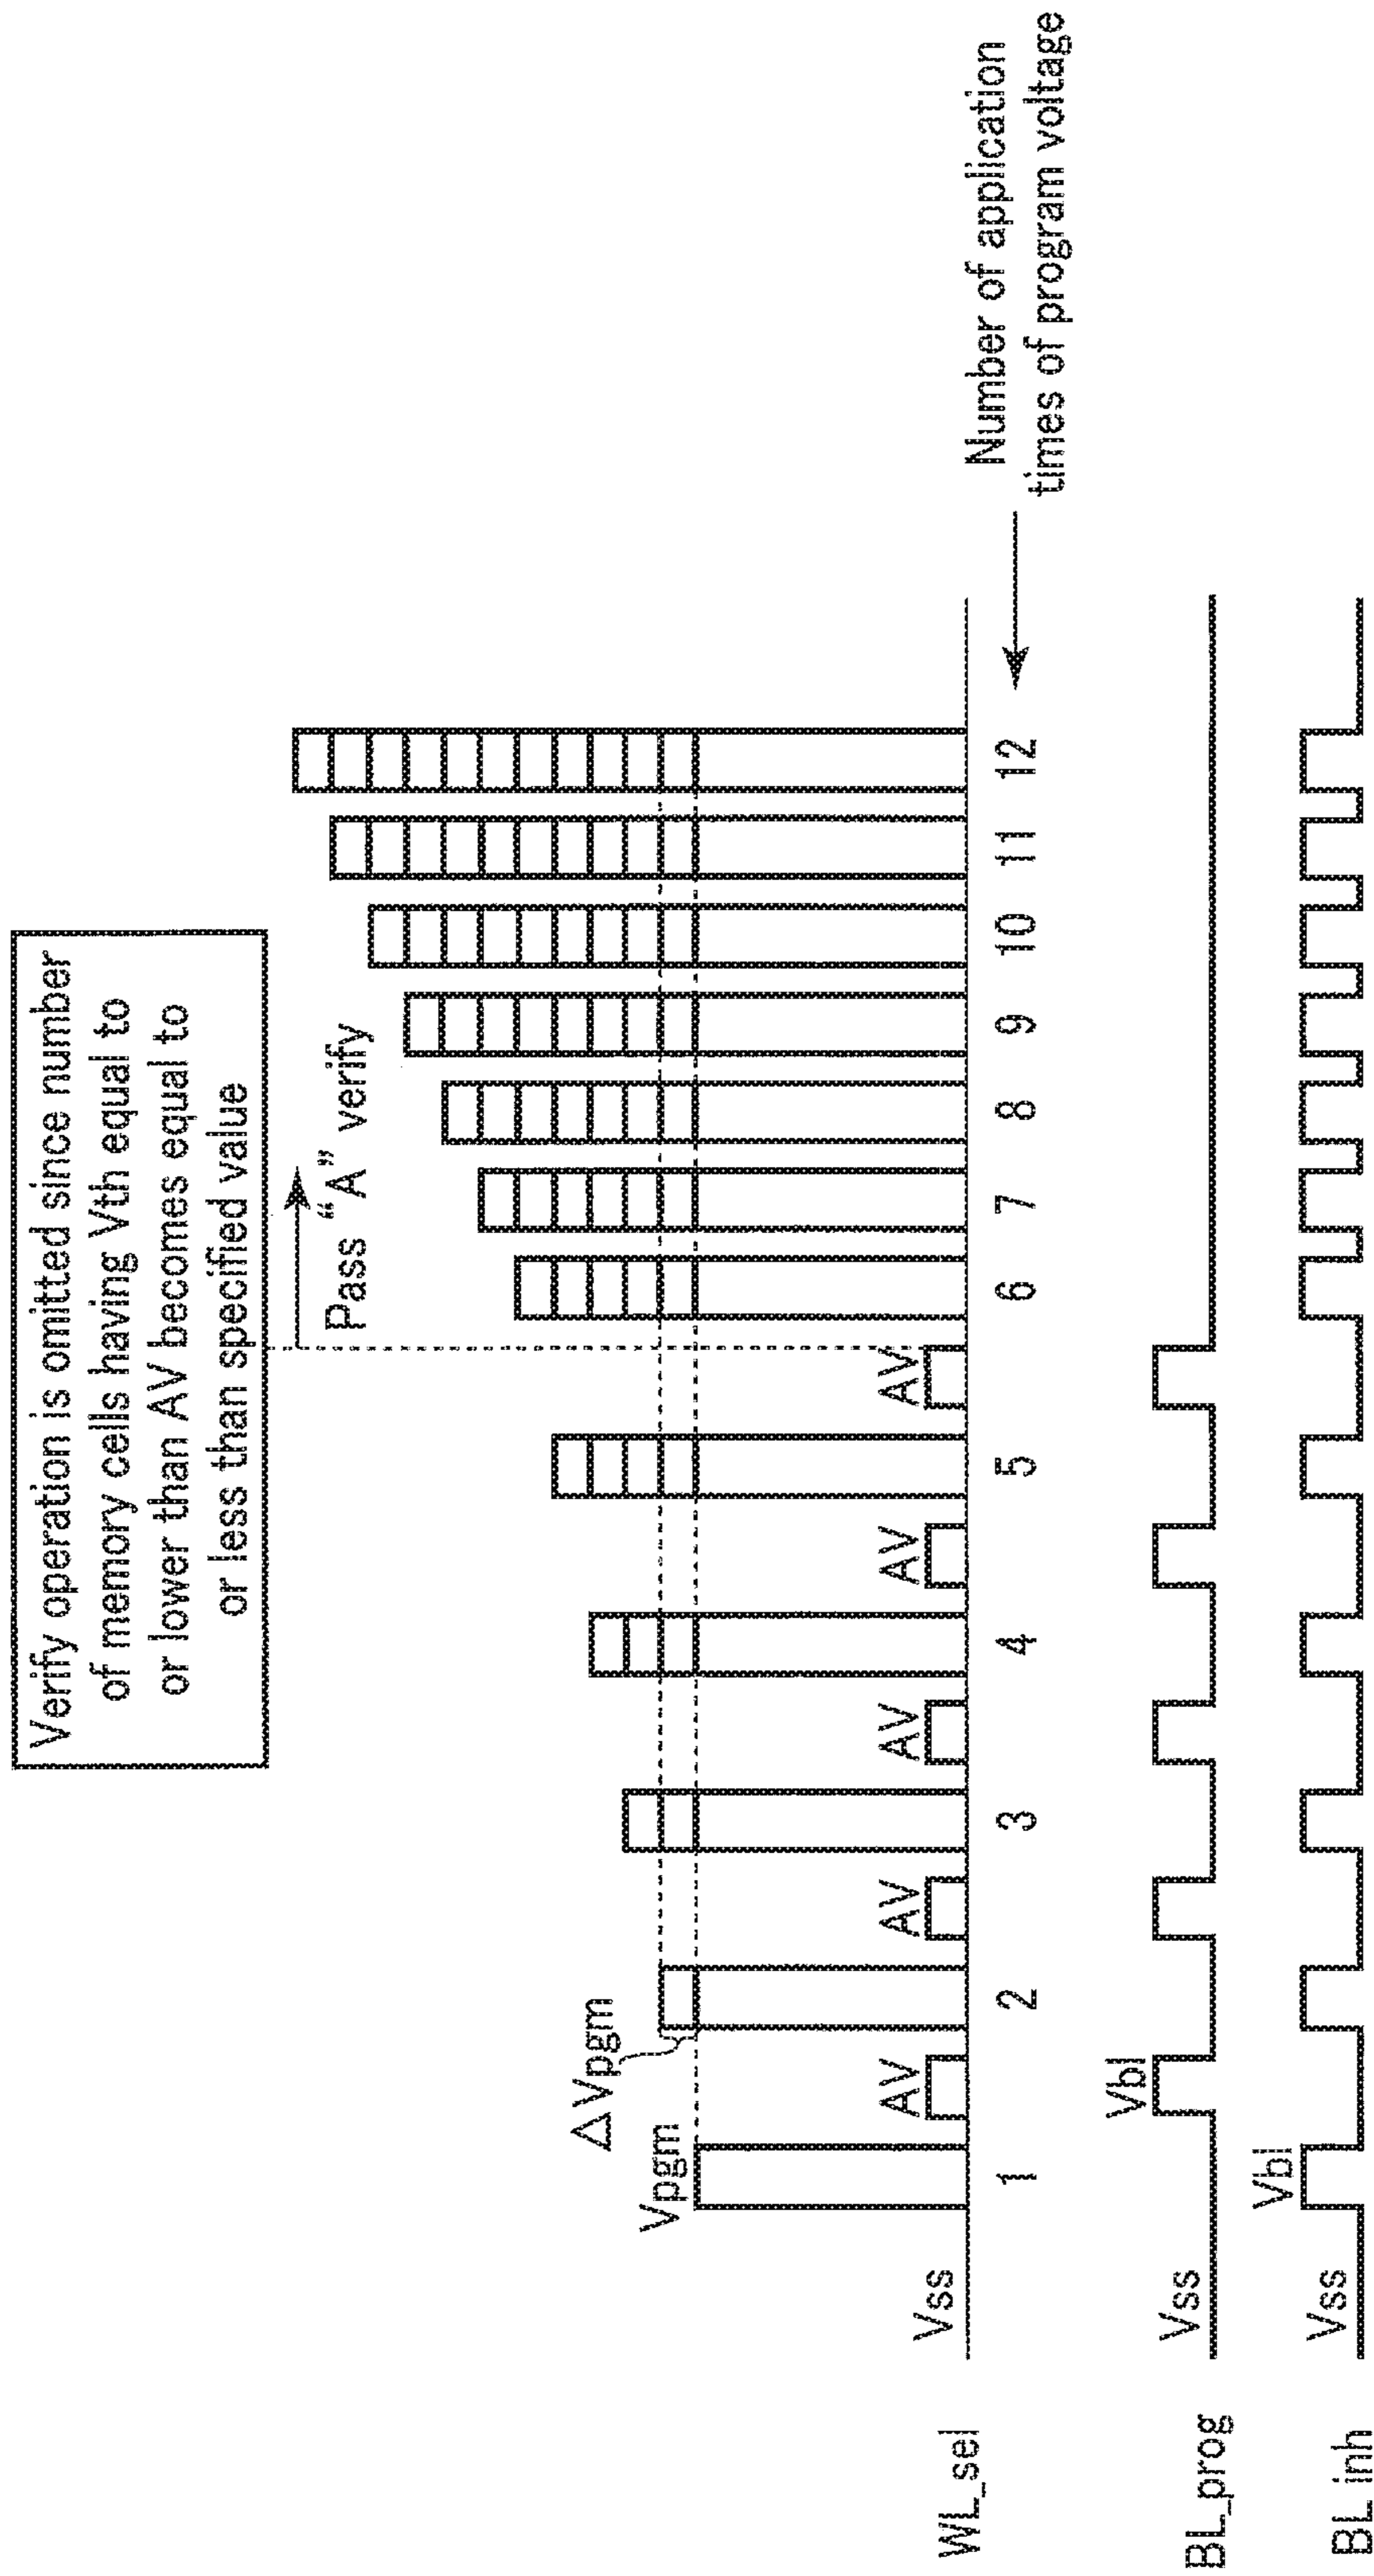 Verify operation is omitted since number
of memory cells having Vth equal to
or lower than AV becomes equal to
or less than specified value
Pass “A” verify
△Vpgm
Vpgm
AV
AV
AV
AV
AV
WL_sel
Vss
1
2
3
4
5
6
7
8
9
10
11
12
Number of application
times of program voltage
Vbl
BL_prog
Vss
Vbl
BL inh
Vss